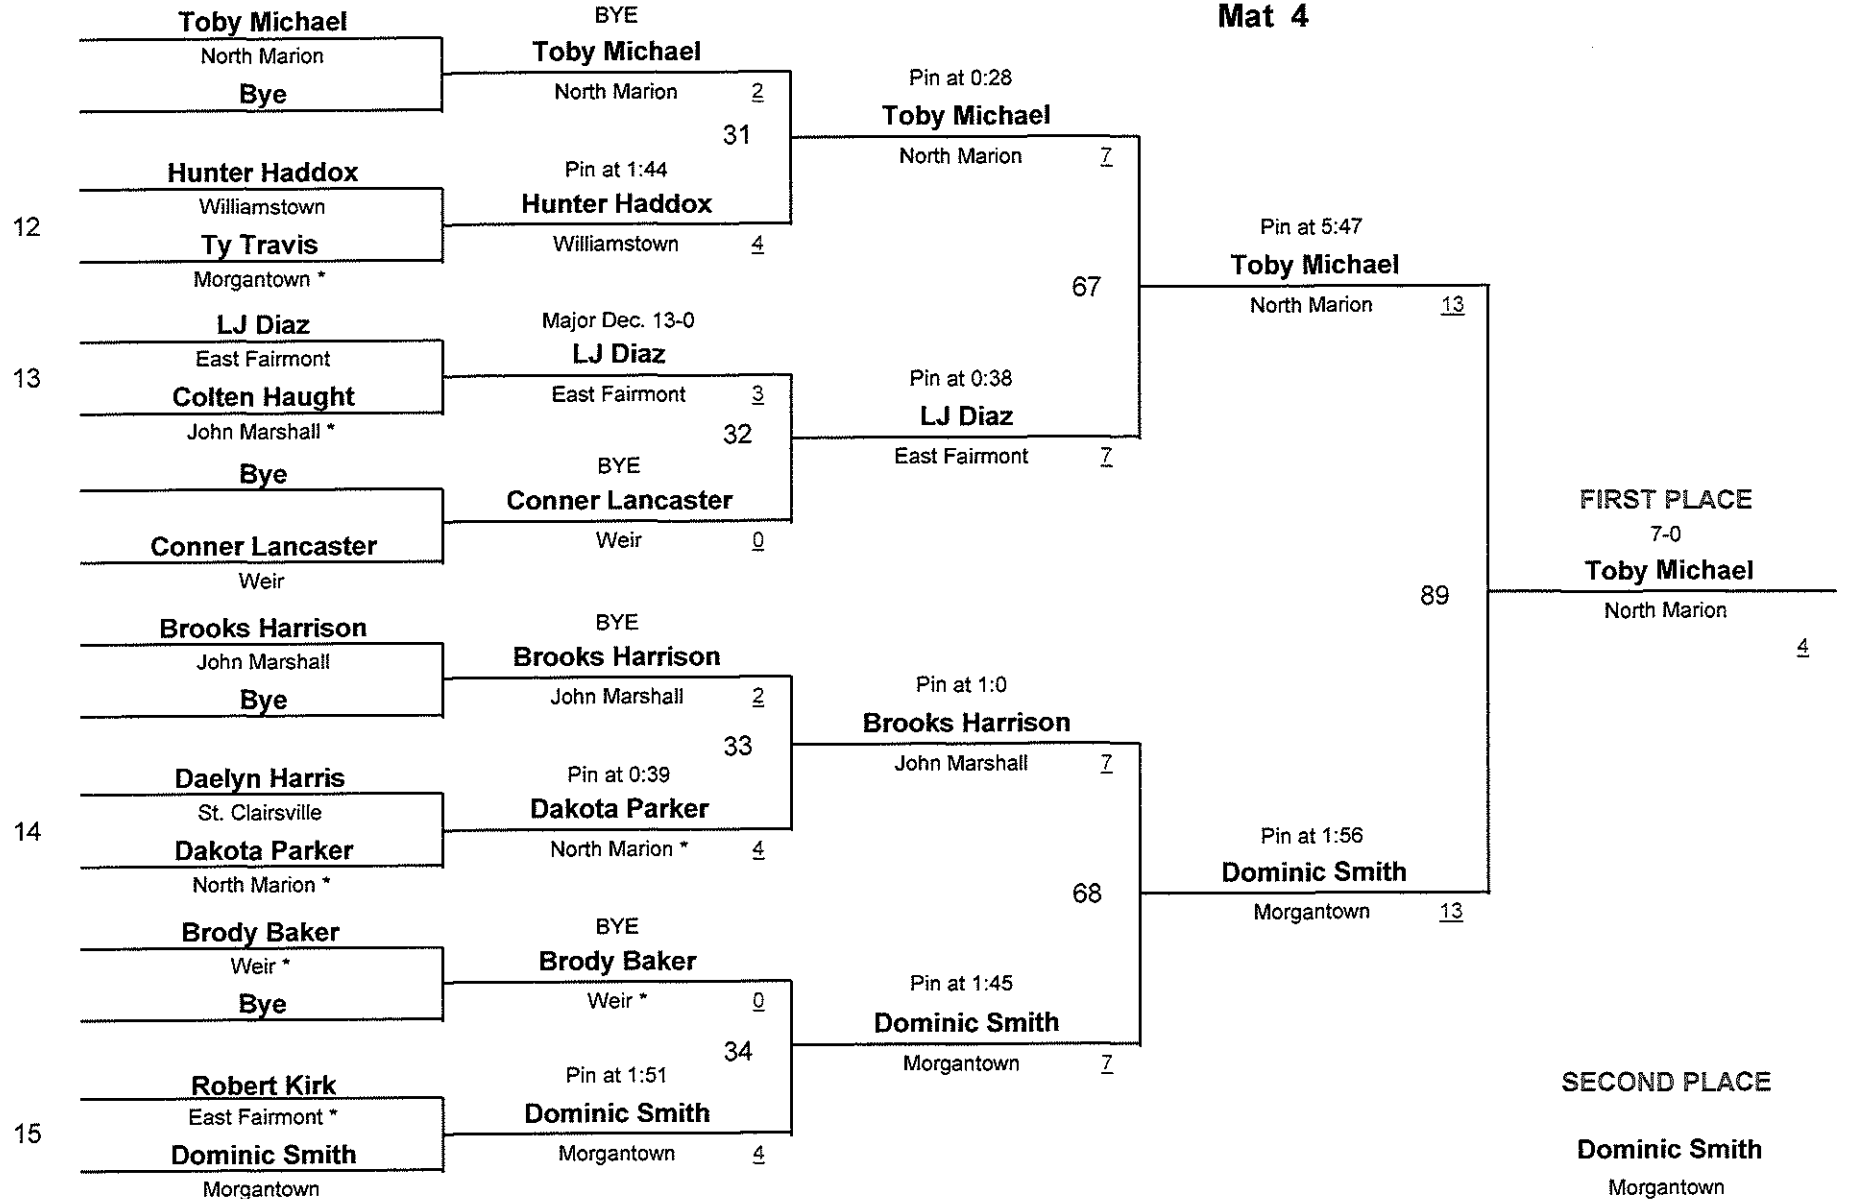 Mat 4
Toby Michael
North Marion
Bye
12
Hunter Haddox
Williamstown
Ty Travis
Morgantown *
13
LJ Diaz
East Fairmont
Colten Haught
John Marshall *
Bye
Conner Lancaster
Weir
Brooks Harrison
John Marshall
Bye
14
Daelyn Harris
St. Clairsville
Dakota Parker
North Marion *
Brody Baker
Weir *
Bye
15
Robert Kirk
East Fairmont *
Dominic Smith
Morgantown
BYE
Toby Michael
North Marion 2
31
Pin at 1:44
Hunter Haddox
Williamstown 4
Major Dec. 13-0
LJ Diaz
East Fairmont 3
32
BYE
Conner Lancaster
Weir 0
BYE
Brooks Harrison
John Marshall 2
33
Pin at 0:39
Dakota Parker
North Marion * 4
BYE
Brody Baker
Weir * 0
34
Pin at 1:51
Dominic Smith
Morgantown 4
Pin at 0:28
Toby Michael
North Marion 7
67
Pin at 0:38
LJ Diaz
East Fairmont 7
Pin at 1:0
Brooks Harrison
John Marshall 7
68
Pin at 1:45
Dominic Smith
Morgantown 7
Pin at 5:47
Toby Michael
North Marion 13
89
Pin at 1:56
Dominic Smith
Morgantown 13
FIRST PLACE
7-0
Toby Michael
North Marion
4
SECOND PLACE
Dominic Smith
Morgantown